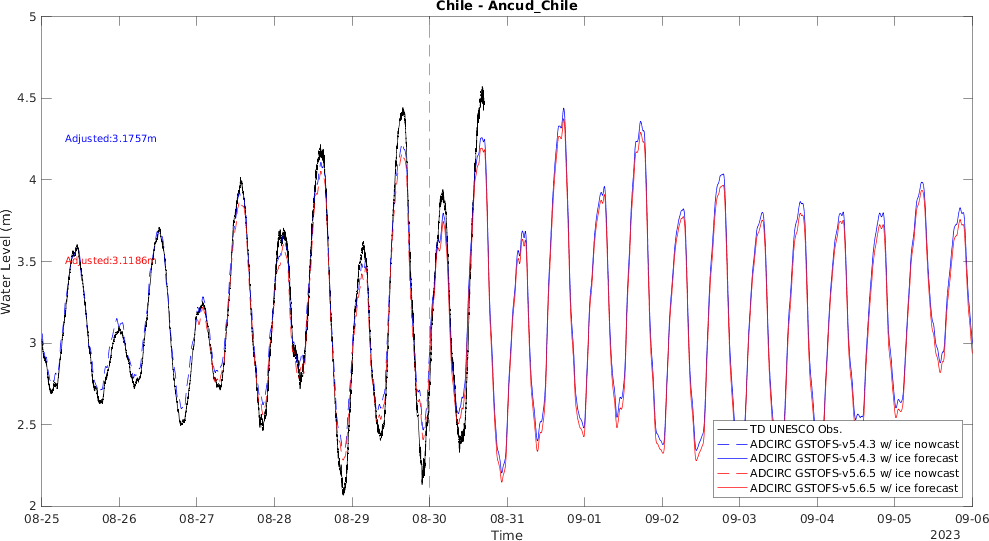 Chile - Ancud_Chile
5
4.5
4
3.5
3
2.5
2
Water Level (m)
Adjusted:3.1757m
Adjusted:3.1186m
TD UNESCO Obs.
ADCIRC GSTOFS-v5.4.3 w/ ice nowcast
ADCIRC GSTOFS-v5.4.3 w/ ice forecast
ADCIRC GSTOFS-v5.6.5 w/ ice nowcast
ADCIRC GSTOFS-v5.6.5 w/ ice forecast
08-25 08-26 08-27 08-28 08-29 08-30 08-31 09-01 09-02 09-03 09-04 09-05 09-06
Time
2023